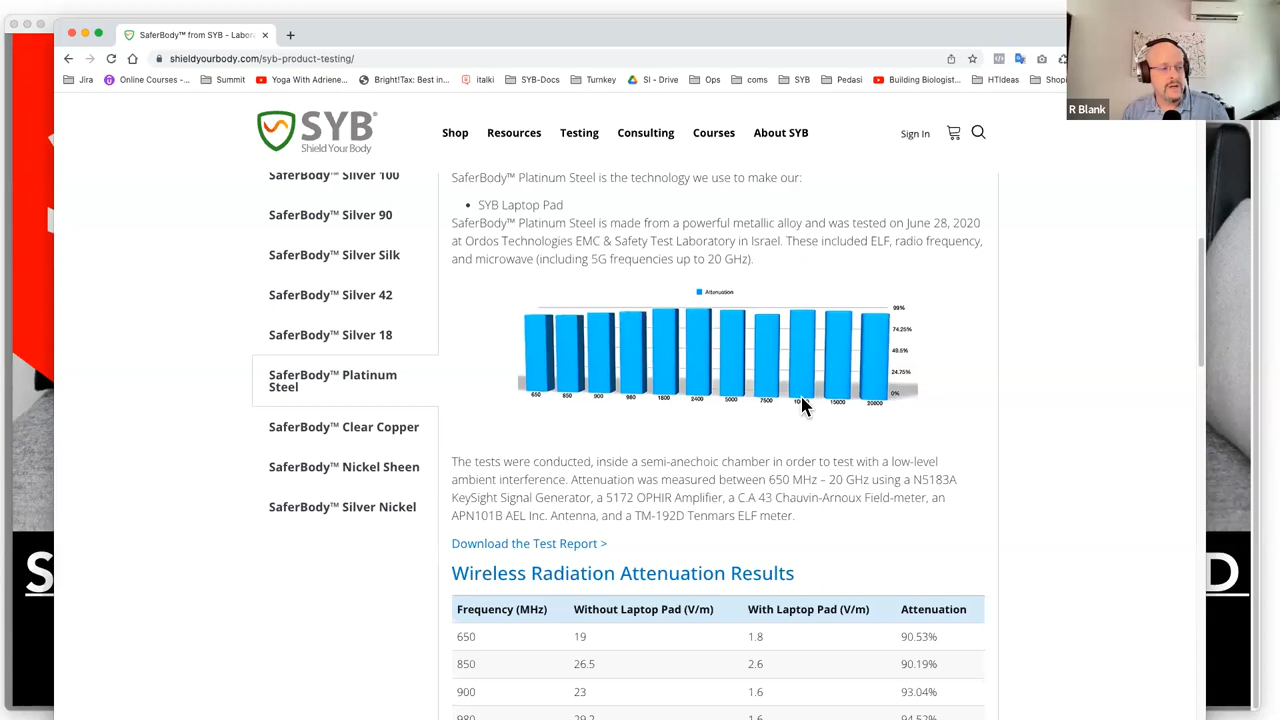 SaferBody™ from SYB - Labora
shieldyourbody.com/syb-product-testing/
Jira
Online Courses -...
Summit
Yoga With Adriene...
Bright!Tax: Best in...
italki
SYB-Docs
Turnkey
SI - Drive
Ops
coms
SYB
Pedasi
Building Biologist...
HTIdeas
Shopi
R Blank
SYB®
Shield Your Body
Shop
Resources
Testing
Consulting
Courses
About SYB
Sign In
SaferBody™ Silver 100
SaferBody™ Silver 90
SaferBody™ Silver Silk
SaferBody™ Silver 42
SaferBody™ Silver 18
SaferBody™ Platinum
Steel
SaferBody™ Clear Copper
SaferBody™ Nickel Sheen
SaferBody™ Silver Nickel
SaferBody™ Platinum Steel is the technology we use to make our:
• SYB Laptop Pad
SaferBody™ Platinum Steel is made from a powerful metallic alloy and was tested on June 28, 2020
at Ordos Technologies EMC & Safety Test Laboratory in Israel. These included ELF, radio frequency,
and microwave (including 5G frequencies up to 20 GHz).
Attenuation
99%
74.25%
49.5%
24.75%
0%
650 850 900 980 1800 2400 5000 7500 15000 20000
The tests were conducted, inside a semi-anechoic chamber in order to test with a low-level
ambient interference. Attenuation was measured between 650 MHz – 20 GHz using a N5183A
KeySight Signal Generator, a 5172 OPHIR Amplifier, a C.A 43 Chauvin-Arnoux Field-meter, an
APN101B AEL Inc. Antenna, and a TM-192D Tenmars ELF meter.
Download the Test Report >
Wireless Radiation Attenuation Results
Frequency (MHz) Without Laptop Pad (V/m) With Laptop Pad (V/m) Attenuation
650 19 1.8 90.53%
850 26.5 2.6 90.19%
900 23 1.6 93.04%
980 29.2 1.6 94.52%
S
D